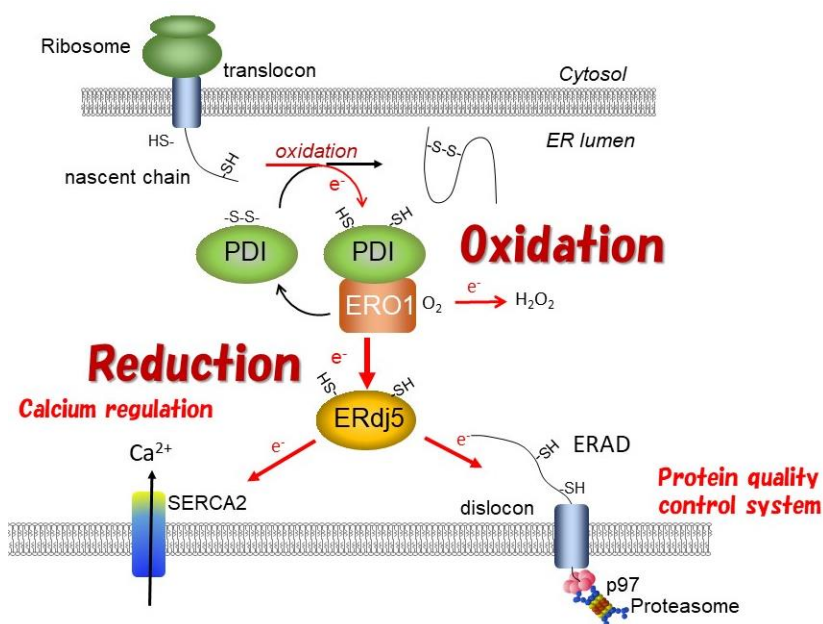 Ribosome
translocon
Cytosol
HS-
-SH
oxidation
-S-S-
ER lumen
nascent chain
e-
-S-S-
HS-
-SH
PDI
PDI
Oxidation
ERO1
O2
e-
H2O2
Reduction
e-
HS-
-SH
Calcium regulation
ERdj5
e-
e-
-SH
ERAD
Ca2+
-SH
Protein quality
control system
SERCA2
dislocon
p97
Proteasome